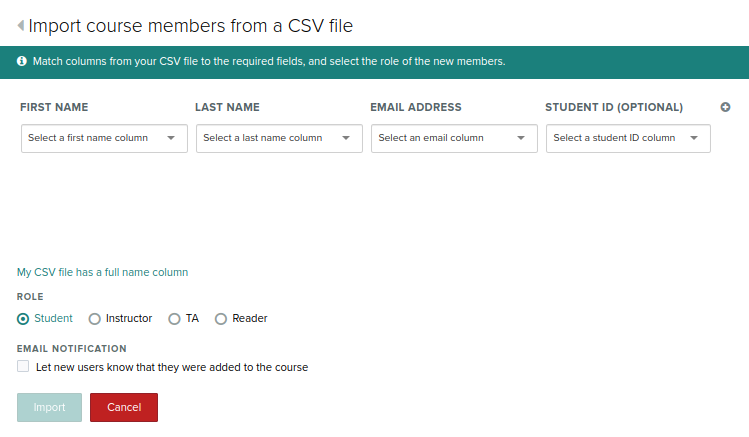 Import course members from a CSV file
Match columns from your CSV file to the required fields, and select the role of the new members.
FIRST NAME LAST NAME EMAIL ADDRESS STUDENT ID (OPTIONAL)
Select a first name column Select a last name column Select an email column Select a student ID column
My CSV file has a full name column
ROLE
Student Instructor TA Reader
EMAIL NOTIFICATION
Let new users know that they were added to the course
Import Cancel